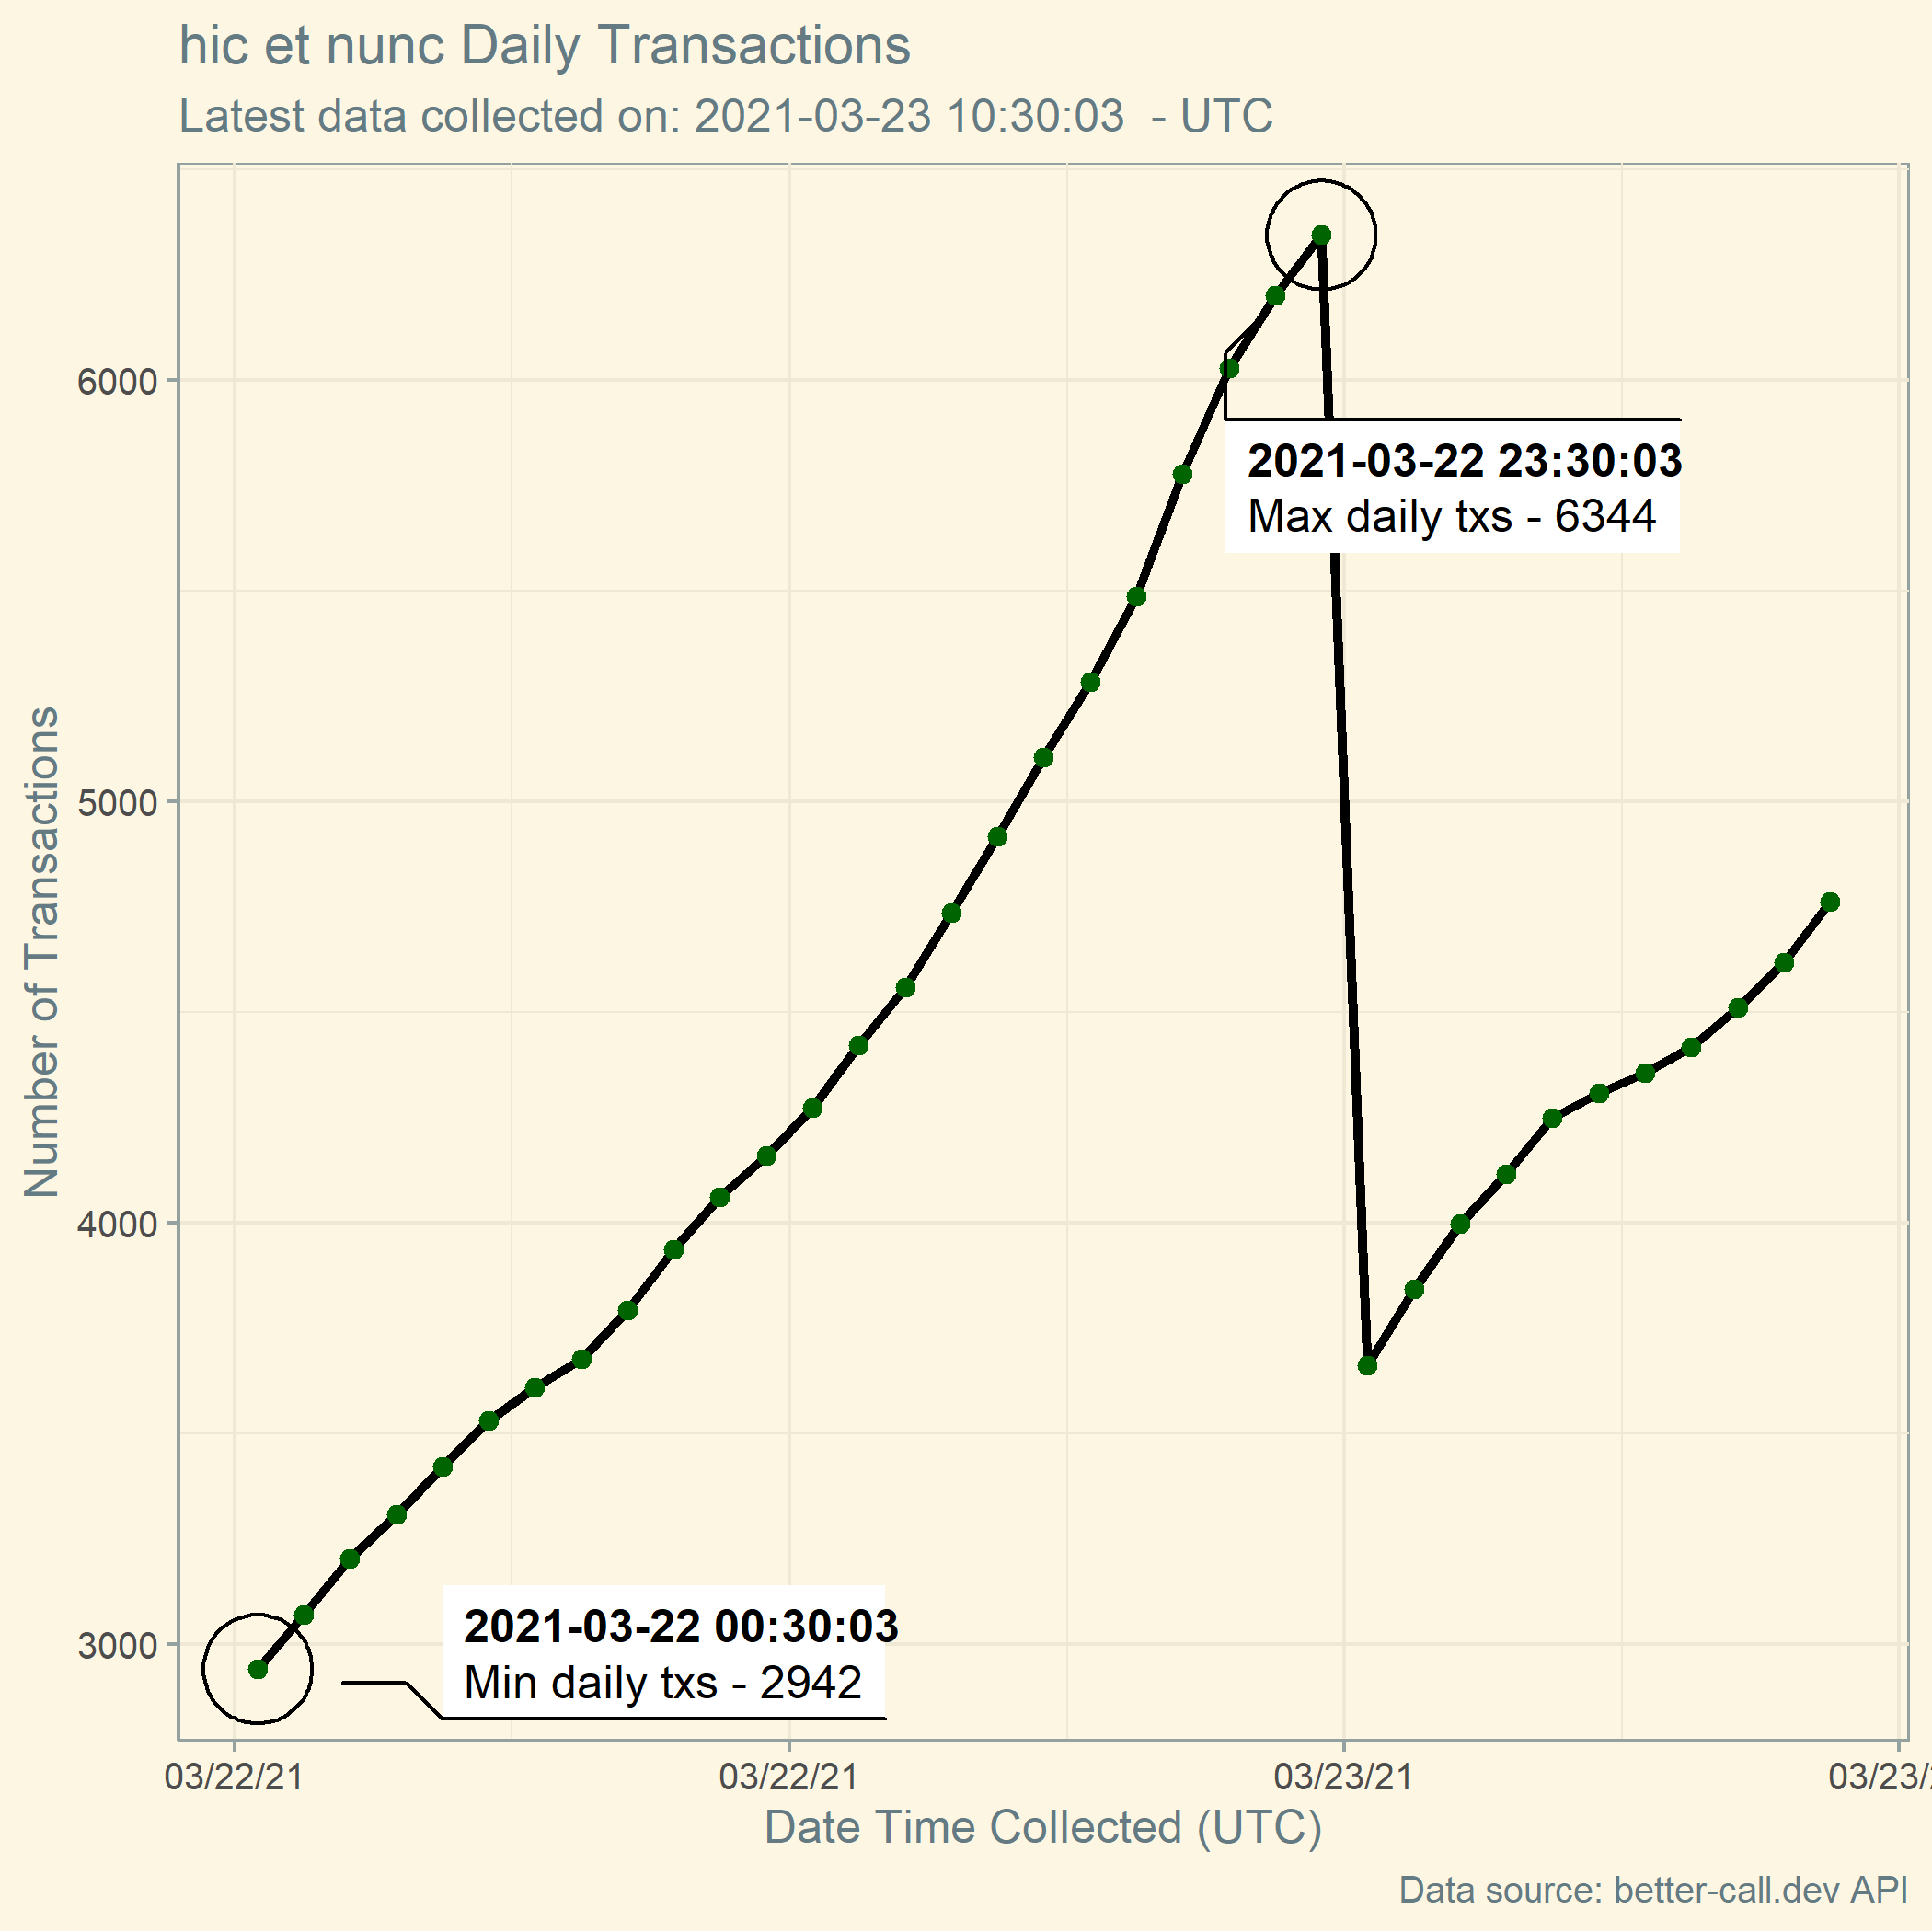 hic et nunc Daily Transactions
Latest data collected on: 2021-03-23 10:30:03  - UTC
Number of Transactions
6000
5000
4000
3000
2021-03-22 23:30:03
Max daily txs - 6344
2021-03-22 00:30:03
Min daily txs - 2942
03/22/21
03/22/21
03/23/21
03/23/2
Date Time Collected (UTC)
Data source: better-call.dev API